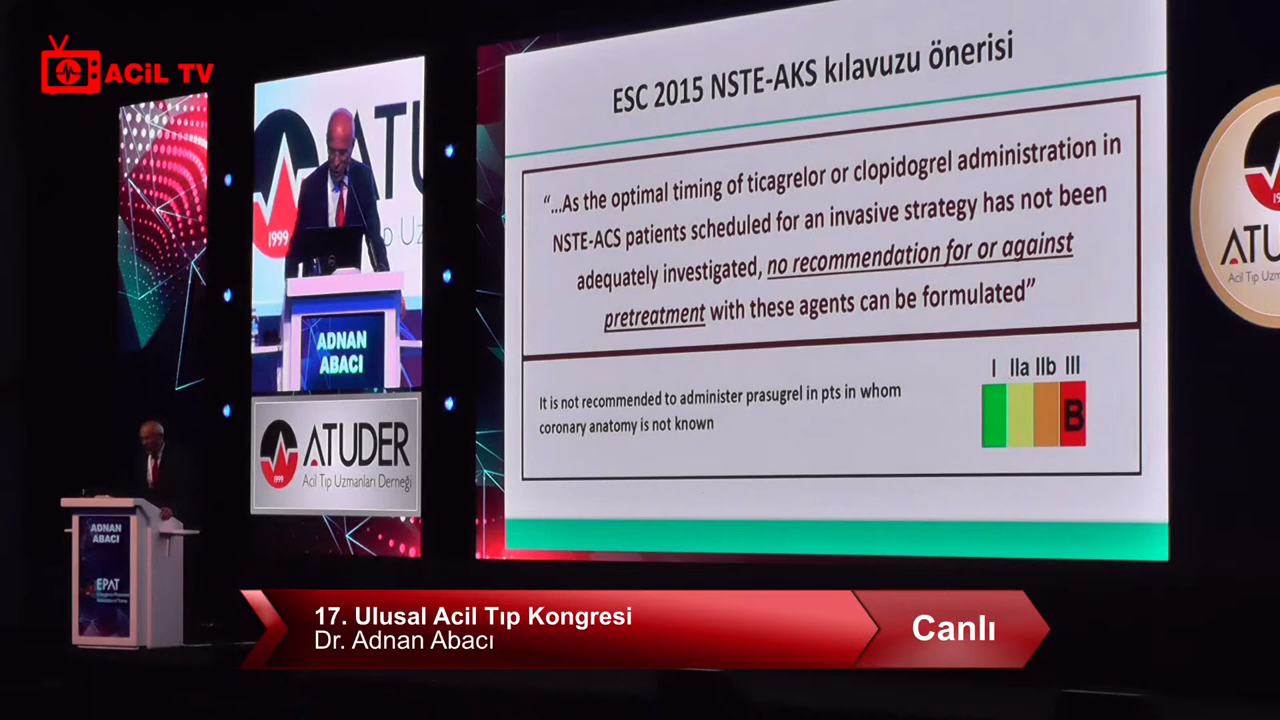 ACiL TV
ESC 2015 NSTE-AKS kılavuzu önerisi
“...As the optimal timing of ticagrelor or clopidogrel administration in
NSTE-ACS patients scheduled for an invasive strategy has not been
adequately investigated, no recommendation for or against
pretreatment with these agents can be formulated”
It is not recommended to administer prasugrel in pts in whom
coronary anatomy is not known
I IIa IIb III
B
ATUDER
1999
ADNAN
ABACI
ATUDER
Acil Tıp Uzmanları Derneği
1999
ADNAN
ABACI
EPAT
ATU
Acil Tıp Uz
17. Ulusal Acil Tıp Kongresi
Dr. Adnan Abacı
Canlı